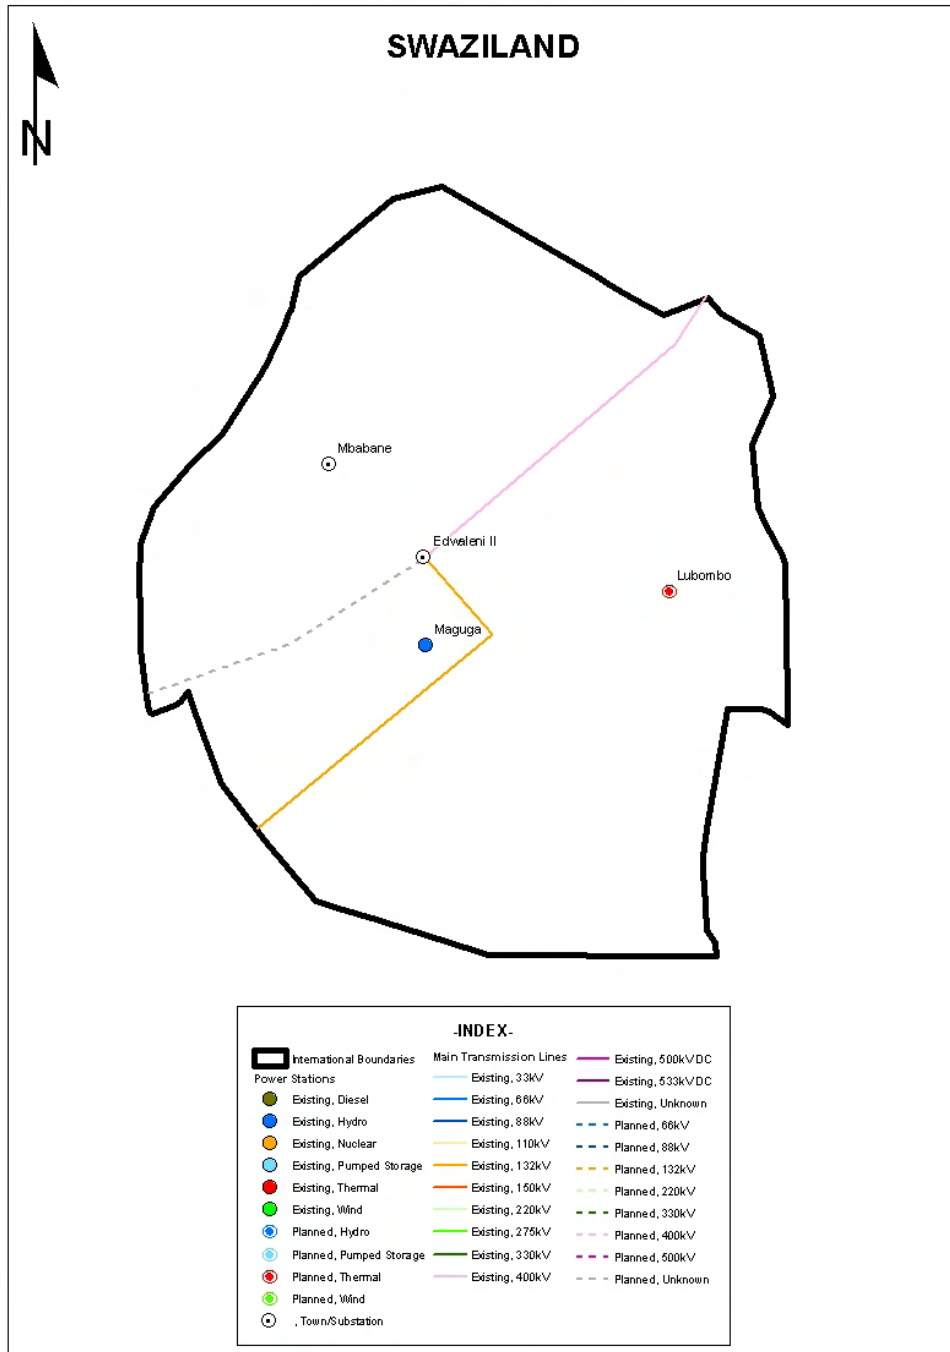 SWAZILAND
N
Mbabane
Edwaleni II
Lubombo
Maguga
-INDEX-
International Boundaries
Power Stations
Existing, Diesel
Existing, Hydro
Existing, Nuclear
Existing, Pumped Storage
Existing, Thermal
Existing, Wind
Planned, Hydro
Planned, Pumped Storage
Planned, Thermal
Planned, Wind
, Town/Substation
Main Transmission Lines
Existing, 33kV
Existing, 66kV
Existing, 88kV
Existing, 110kV
Existing, 132kV
Existing, 150kV
Existing, 220kV
Existing, 275kV
Existing, 330kV
Existing, 400kV
Existing, 500kV DC
Existing, 533kV DC
Existing, Unknown
Planned, 66kV
Planned, 88kV
Planned, 132kV
Planned, 220kV
Planned, 330kV
Planned, 400kV
Planned, 500kV
Planned, Unknown